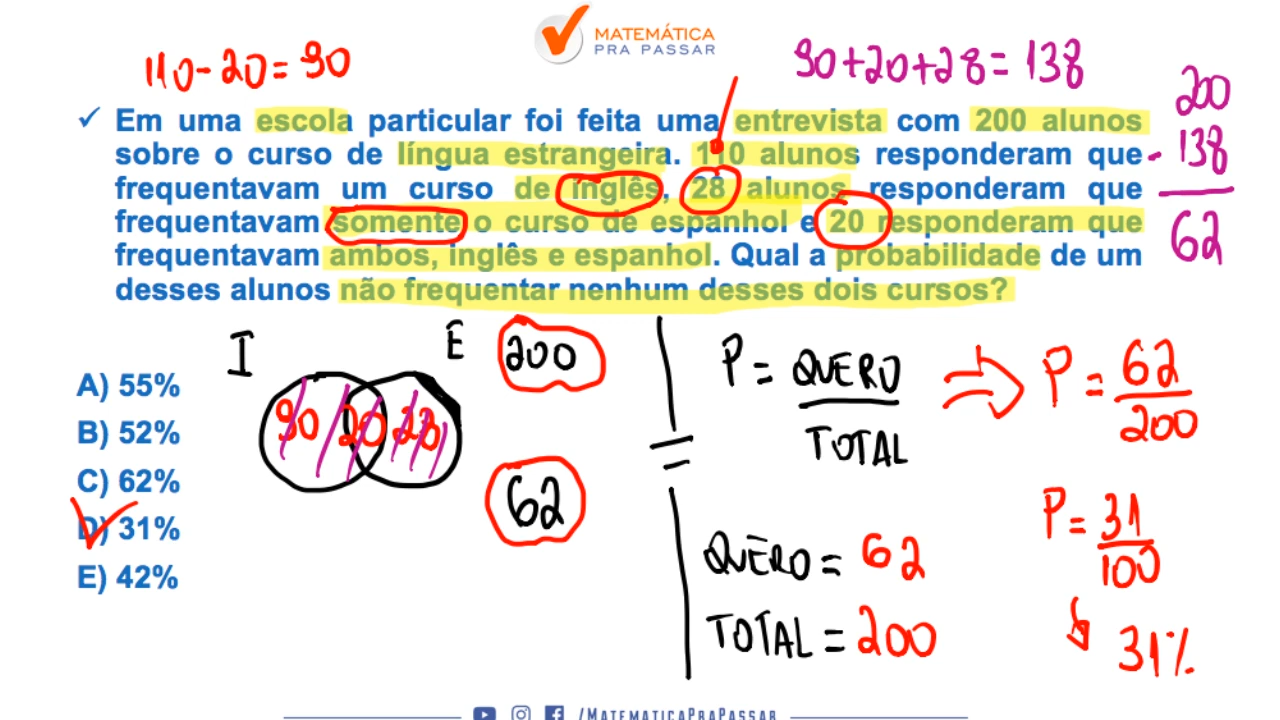 MATEMÁTICA
PRA PASSAR
110-20=90
90+20+28=138
Em uma escola particular foi feita uma entrevista com 200 alunos
sobre o curso de língua estrangeira. 110 alunos responderam que
frequentavam um curso de inglês, 28 alunos responderam que
frequentavam somente o curso de espanhol e 20 responderam que
frequentavam ambos, inglês e espanhol. Qual a probabilidade de um
desses alunos não frequentar nenhum desses dois cursos?
200
- 138
62
I
E
200
90 20 28
62
A) 55%
B) 52%
C) 62%
D) 31%
E) 42%
P = QUERO
TOTAL
P = 62
200
QUERO = 62
TOTAL = 200
P = 31
100
31%
/MATEMATICAPRAPASSAR